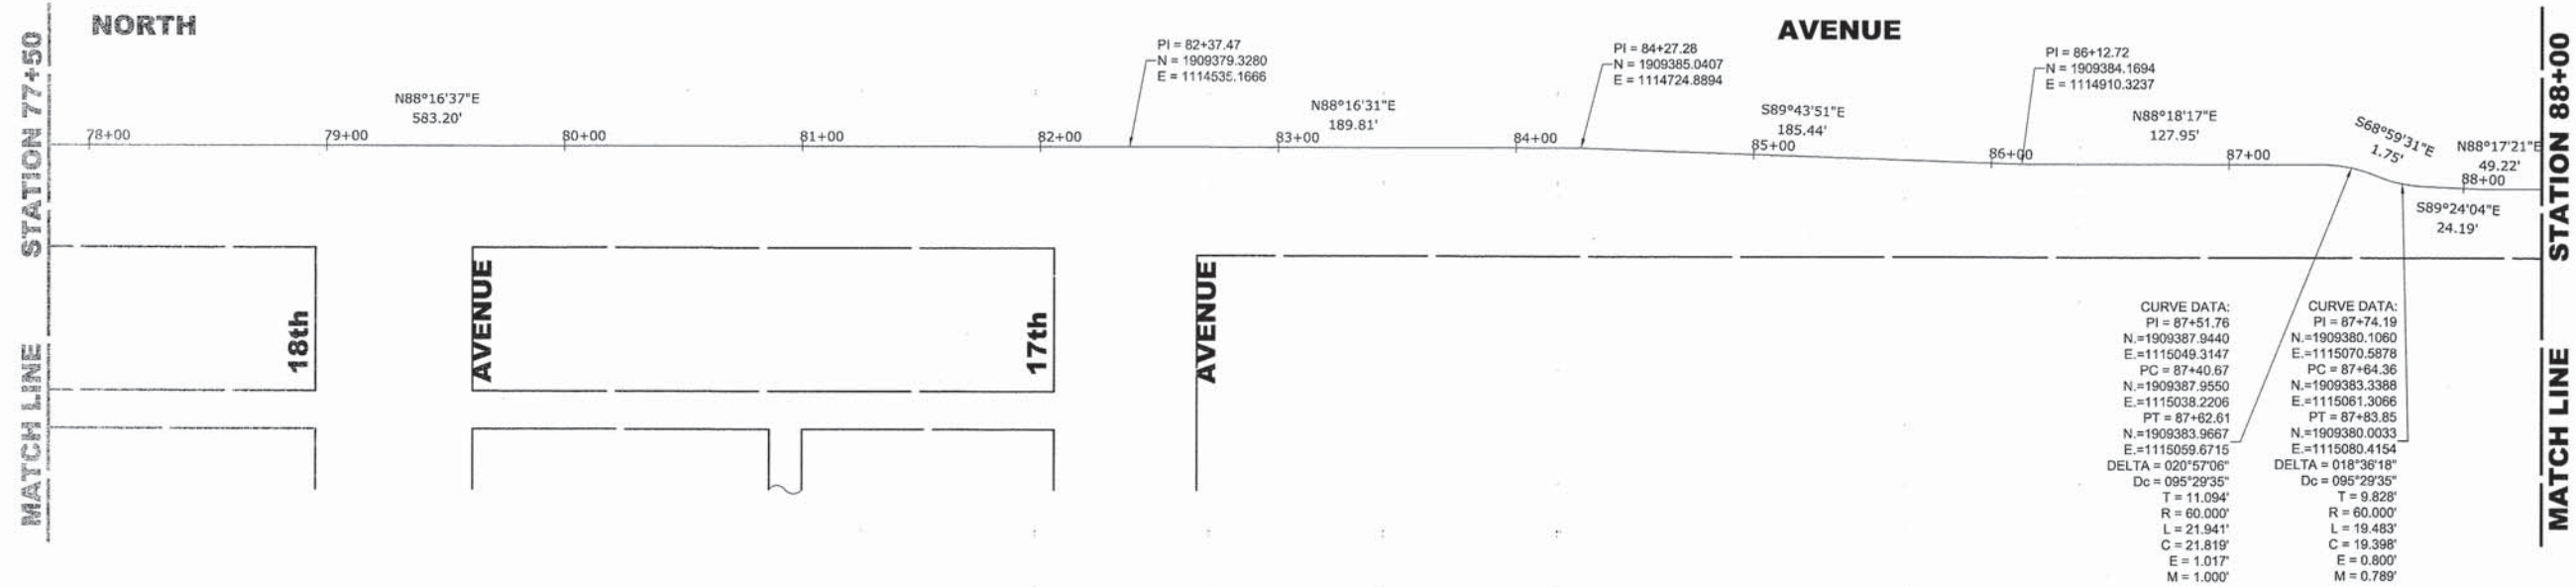 NORTH
AVENUE
MATCH LINE STATION 77+50
MATCH LINE STATION 88+00
PI = 82+37.47
N = 1909379.3280
E = 1114535.1666
PI = 84+27.28
N = 1909385.0407
E = 1114724.8894
PI = 86+12.72
N = 1909384.1694
E = 1114910.3237
N88°16'37"E
583.20'
N88°16'31"E
189.81'
S89°43'51"E
185.44'
N88°18'17"E
127.95'
S68°59'31"E
1.75'
N88°17'21"E
49.22'
78+00
79+00
80+00
81+00
82+00
83+00
84+00
85+00
86+00
87+00
88+00
S89°24'04"E
24.19'
18th
AVENUE
17th
AVENUE
CURVE DATA:
PI = 87+51.76
N.=1909387.9440
E.=1115049.3147
PC = 87+40.67
N.=1909387.9550
E.=1115038.2206
PT = 87+62.61
N.=1909383.9667
E.=1115059.6715
DELTA = 020°57'06"
Dc = 095°29'35"
T = 11.094'
R = 60.000'
L = 21.941'
C = 21.819'
E = 1.017'
M = 1.000'
CURVE DATA:
PI = 87+74.19
N.=1909380.1060
E.=1115070.5878
PC = 87+64.36
N.=1909383.3388
E.=1115061.3066
PT = 87+83.85
N.=1909380.0033
E.=1115080.4154
DELTA = 018°36'18"
Dc = 095°29'35"
T = 9.828'
R = 60.000'
L = 19.483'
C = 19.398'
E = 0.800'
M = 0.789'